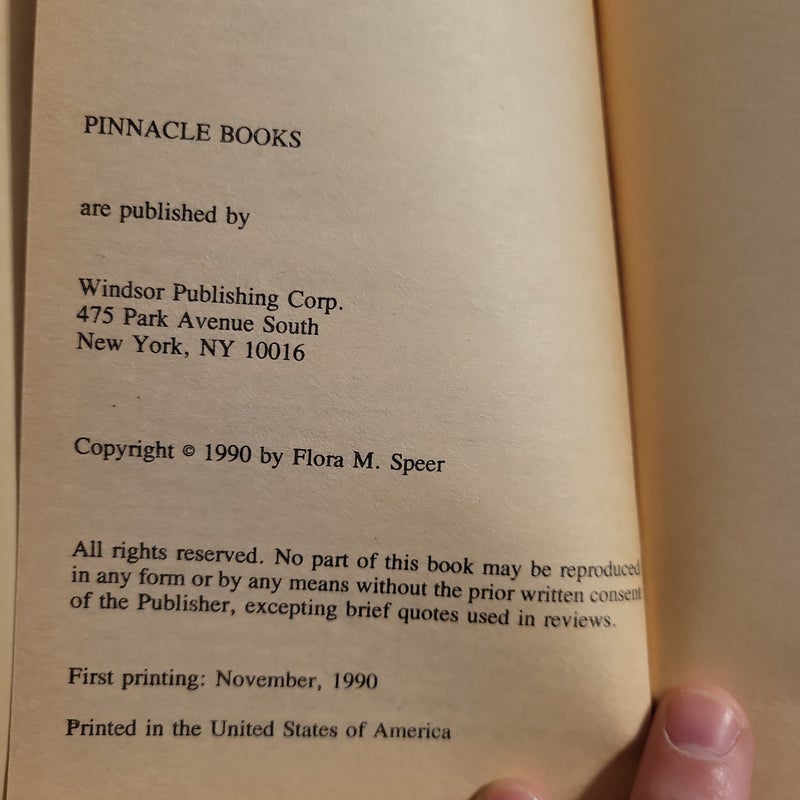 PINNACLE BOOKS
are published by
Windsor Publishing Corp.
475 Park Avenue South
New York, NY 10016
Copyright © 1990 by Flora M. Speer
All rights reserved. No part of this book may be reproduced
in any form or by any means without the prior written consent
of the Publisher, excepting brief quotes used in reviews.
First printing: November, 1990
Printed in the United States of America